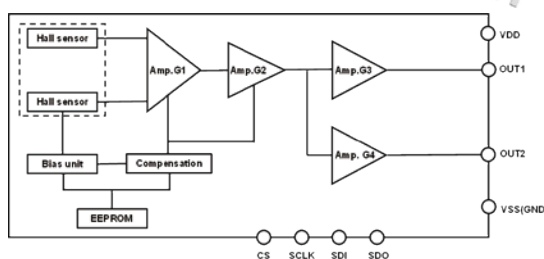 Hall sensor
Hall sensor
Amp.G1
Amp.G2
Amp.G3
Amp. G4
Bias unit
Compensation
EEPROM
VDD
OUT1
OUT2
VSS(GND
CS SCLK SDI SDO